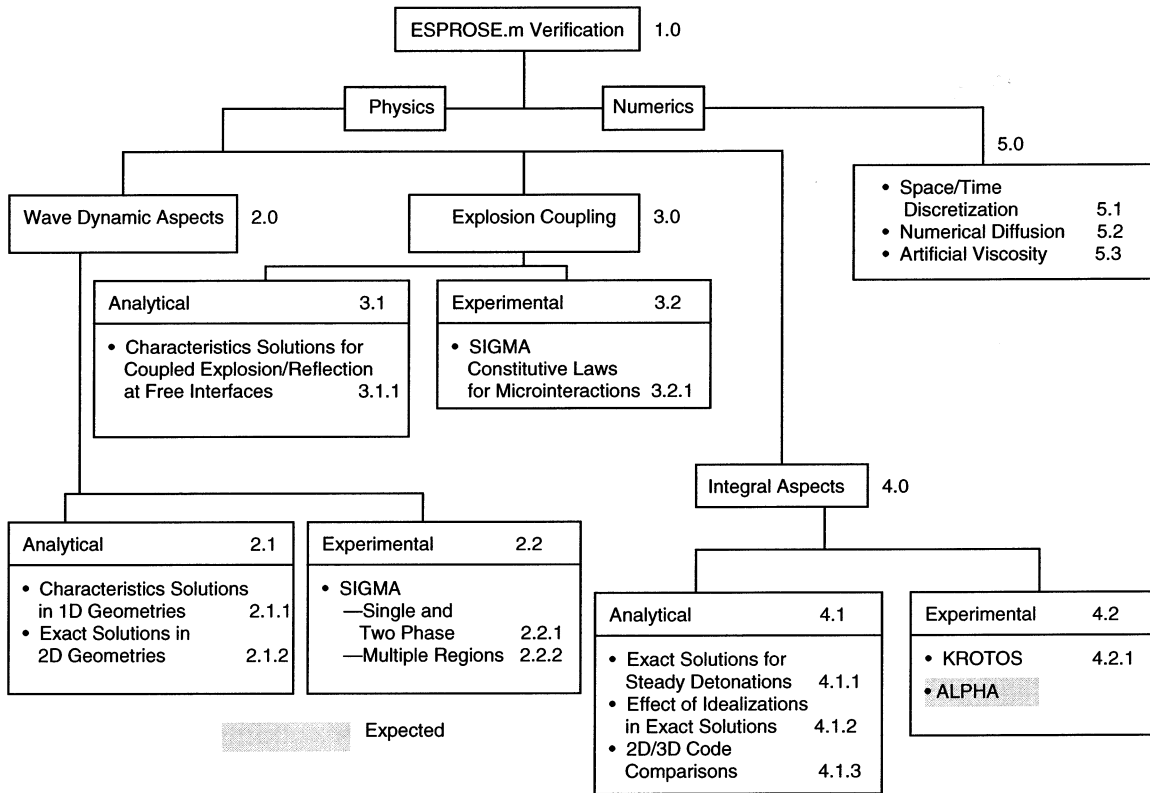 ESPROSE.m Verification 1.0
Physics
Numerics
5.0
• Space/Time
Discretization 5.1
• Numerical Diffusion 5.2
• Artificial Viscosity 5.3
Wave Dynamic Aspects 2.0
Explosion Coupling 3.0
Analytical 3.1
• Characteristics Solutions for
Coupled Explosion/Reflection
at Free Interfaces 3.1.1
Experimental 3.2
• SIGMA
Constitutive Laws
for Microinteractions 3.2.1
Integral Aspects 4.0
Analytical 2.1
• Characteristics Solutions
in 1D Geometries 2.1.1
• Exact Solutions in
2D Geometries 2.1.2
Experimental 2.2
• SIGMA
—Single and
Two Phase 2.2.1
—Multiple Regions 2.2.2
Analytical 4.1
• Exact Solutions for
Steady Detonations 4.1.1
• Effect of Idealizations
in Exact Solutions 4.1.2
• 2D/3D Code
Comparisons 4.1.3
Experimental 4.2
• KROTOS 4.2.1
• ALPHA
Expected